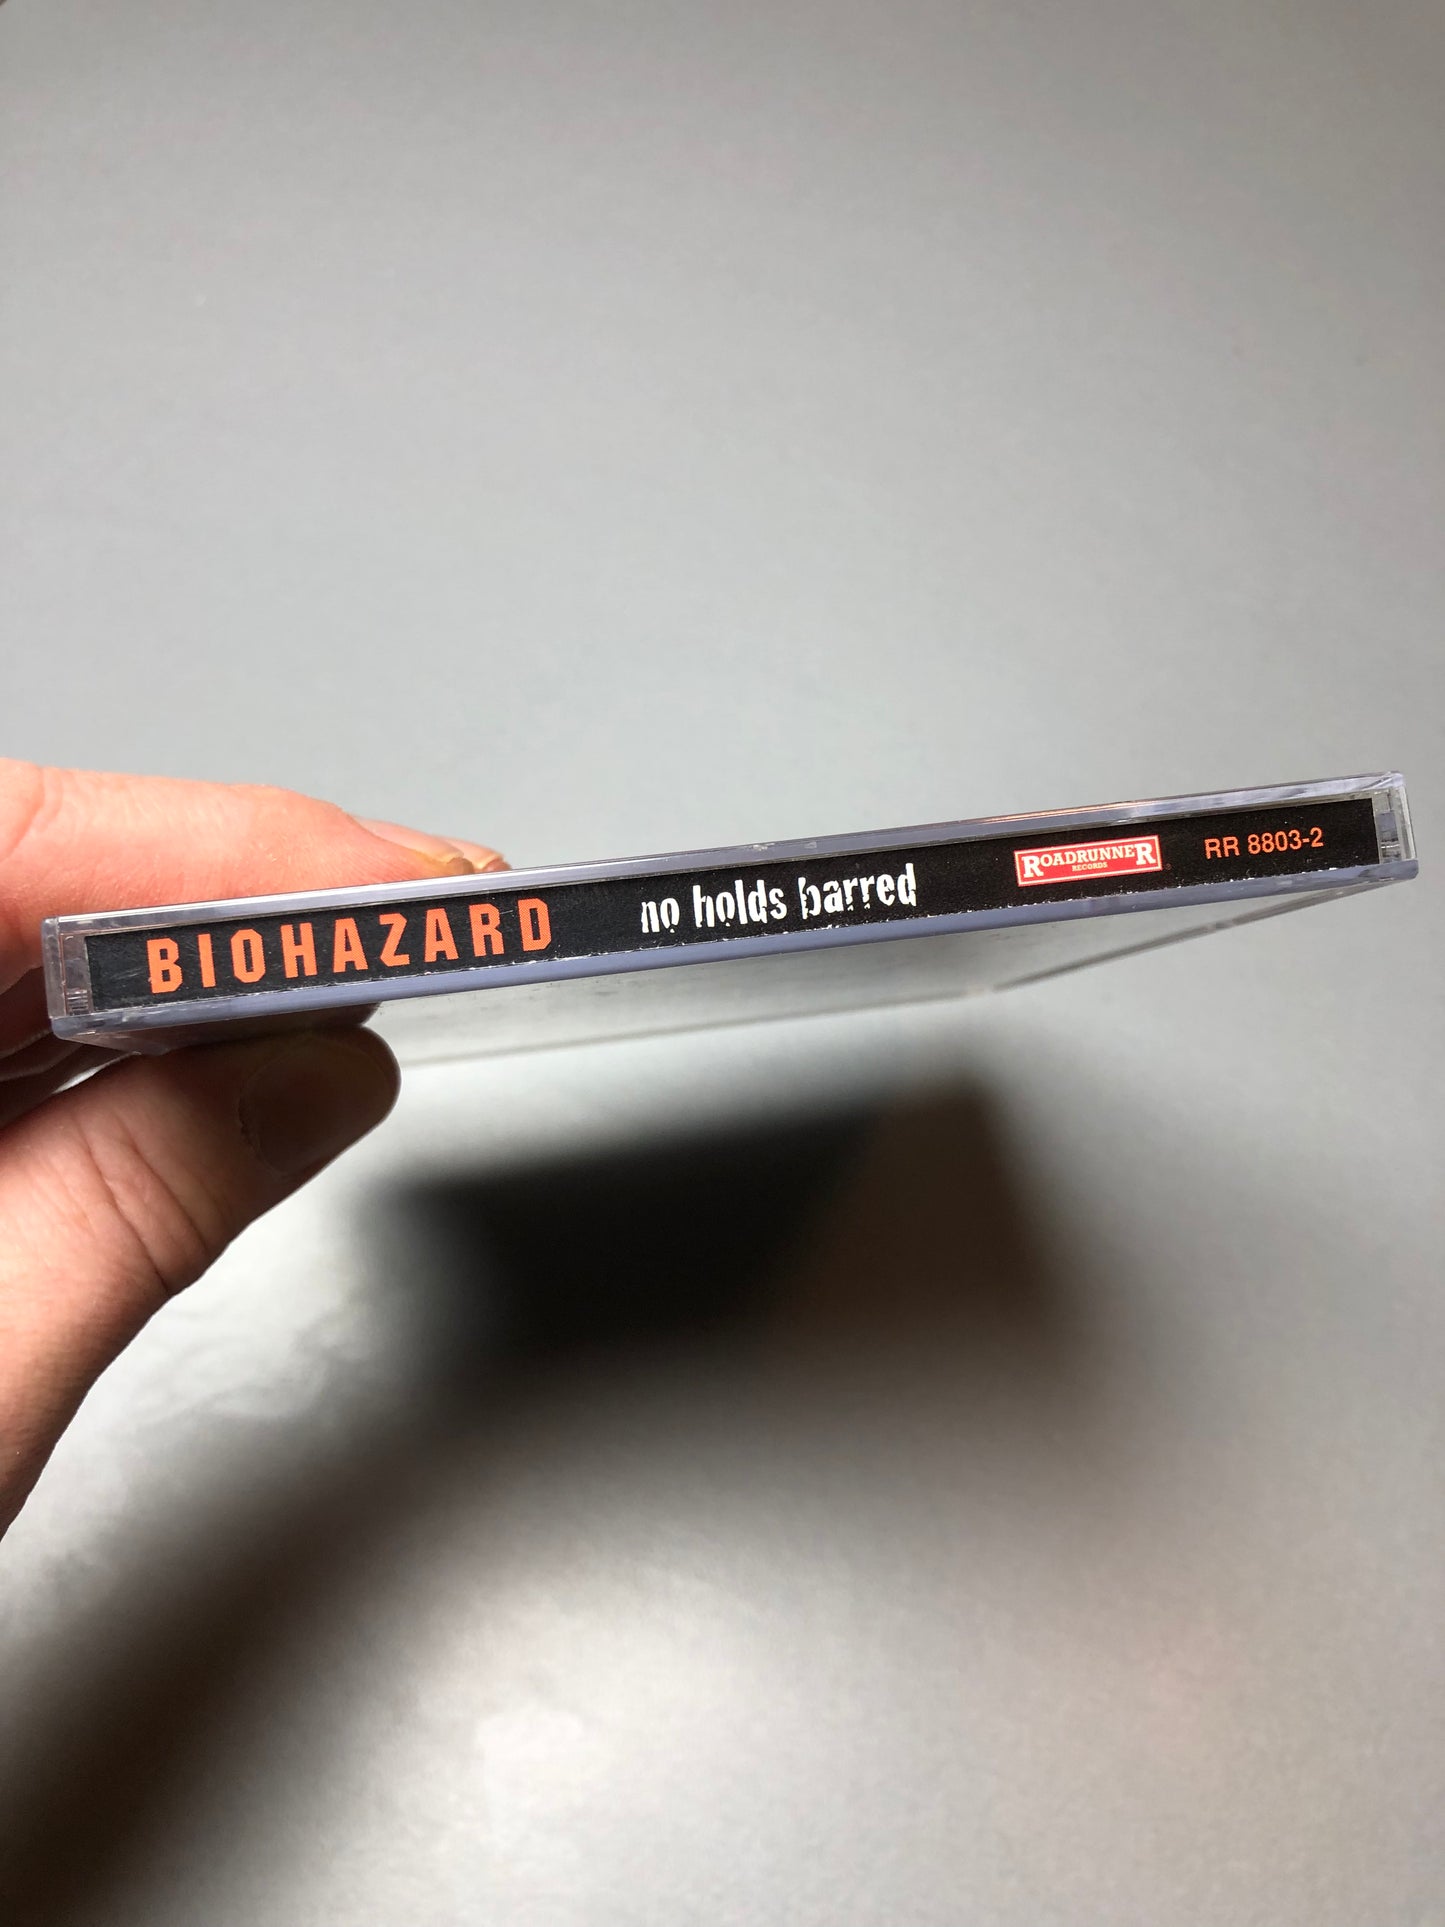 BIOHAZARD no holds barred ROADRUNNER RECORDS RR 8803-2